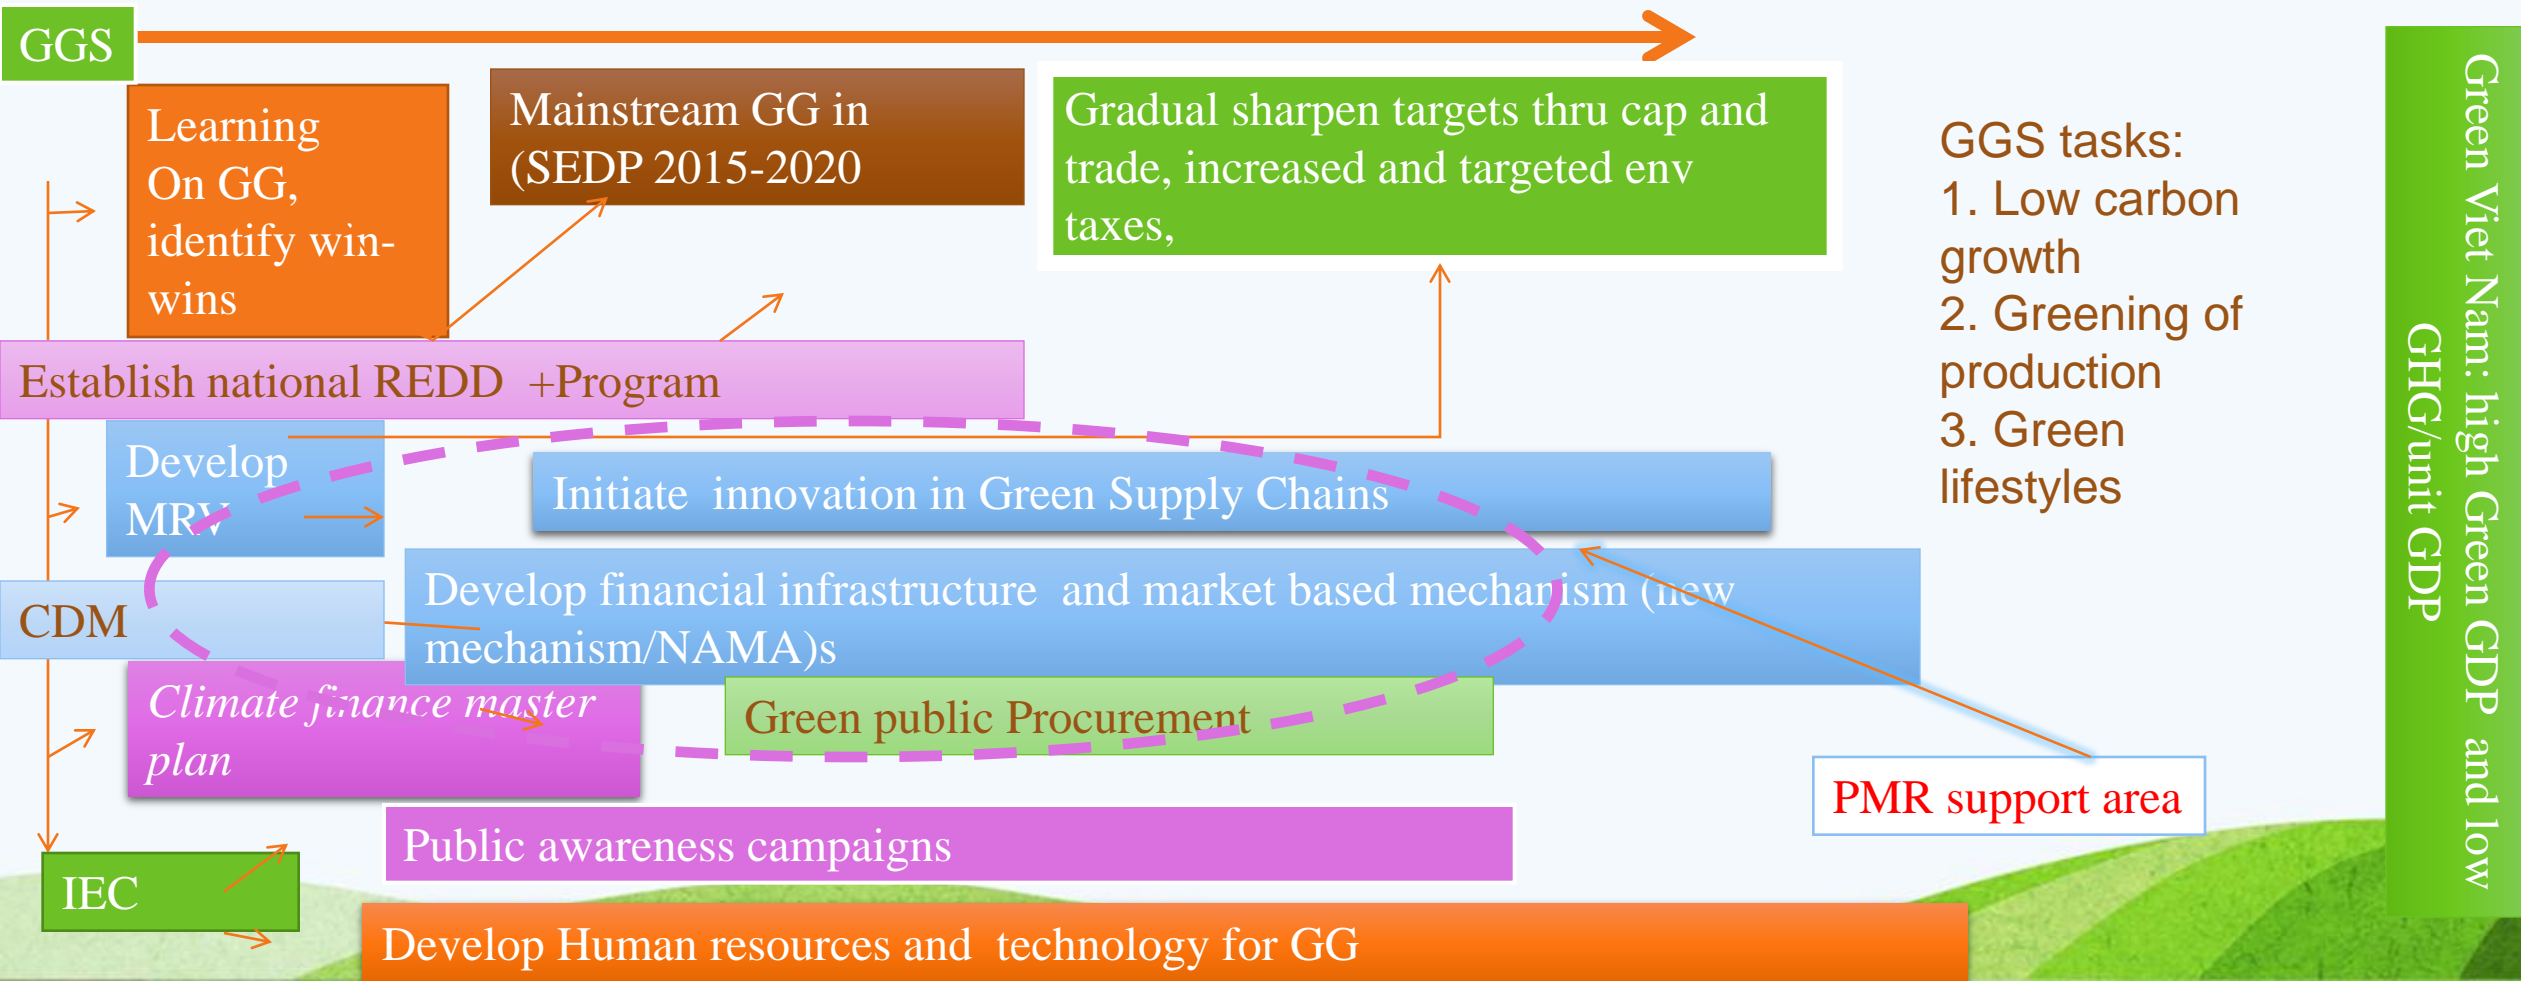 GGS
Learning
On GG,
identify win-
wins
Mainstream GG in
(SEDP 2015-2020
Gradual sharpen targets thru cap and
trade, increased and targeted env
taxes,
GGS tasks:
1. Low carbon
growth
2. Greening of
production
3. Green
lifestyles
Green Viet Nam: high Green GDP and low
GHG/unit GDP
Establish national REDD +Program
Develop
MRV
Initiate innovation in Green Supply Chains
CDM
Develop financial infrastructure and market based mechanism (new
mechanism/NAMA)s
Climate finance master
plan
Green public Procurement
PMR support area
Public awareness campaigns
IEC
Develop Human resources and technology for GG